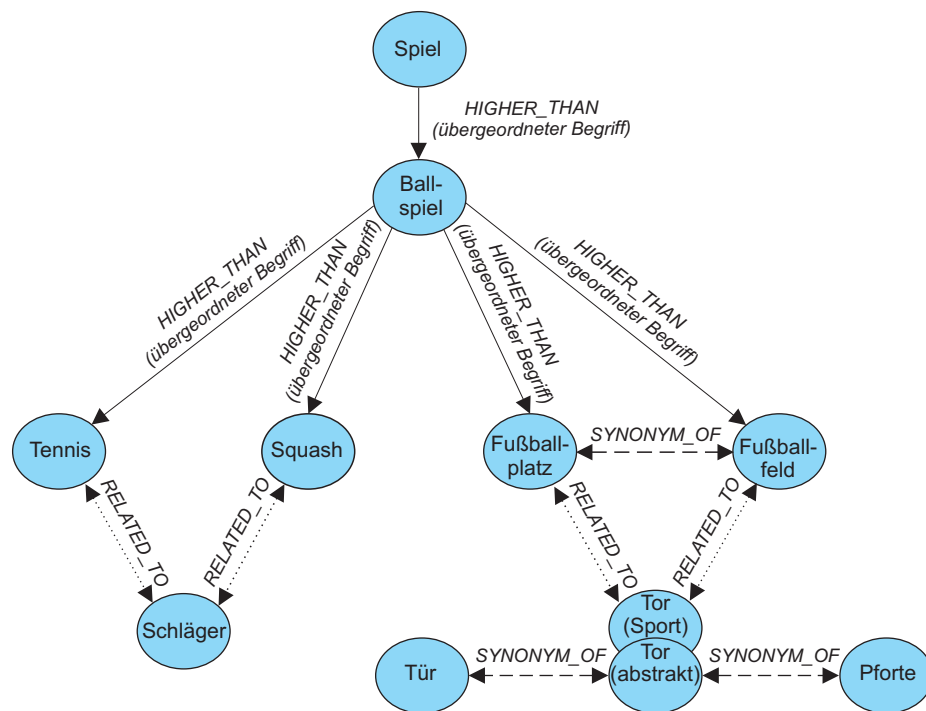 Spiel
HIGHER_THAN
(übergeordneter Begriff)
Ball-
spiel
HIGHER_THAN
(übergeordneter Begriff)
HIGHER_THAN
(übergeordneter Begriff)
HIGHER_THAN
(übergeordneter Begriff)
HIGHER_THAN
(übergeordneter Begriff)
Tennis
Squash
Fußball-
platz
SYNONYM_OF
Fußball-
feld
RELATED_TO
RELATED_TO
RELATED_TO
RELATED_TO
Schläger
Tor
(Sport)
Tür
SYNONYM_OF
Tor
(abstrakt)
SYNONYM_OF
Pforte